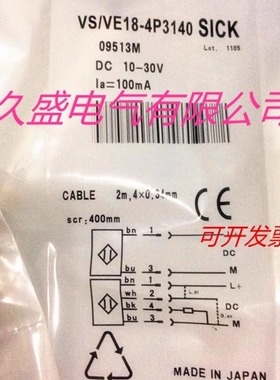 VS/VE18-4P3140 SICK
09513M
Lot. 1105
DC 10-30V
Ia=100mA
久盛电气有限公司
CABLE 2m,4×0,34mm
CE
scr:400mm
可开发票
bn 1
DC
bu 3 M
bn 1 L+
wh 2
bk 4 DC
bu 3 M
MADE IN JAPAN